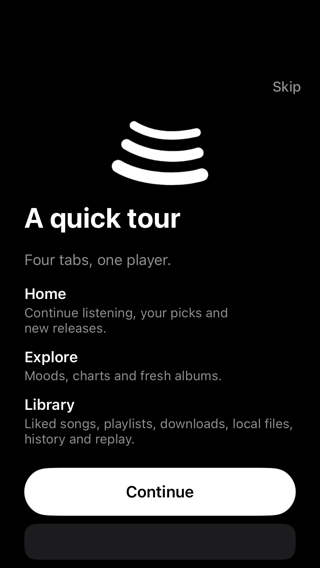 Skip
A quick tour
Four tabs, one player.
Home
Continue listening, your picks and
new releases.
Explore
Moods, charts and fresh albums.
Library
Liked songs, playlists, downloads, local files,
history and replay.
Continue